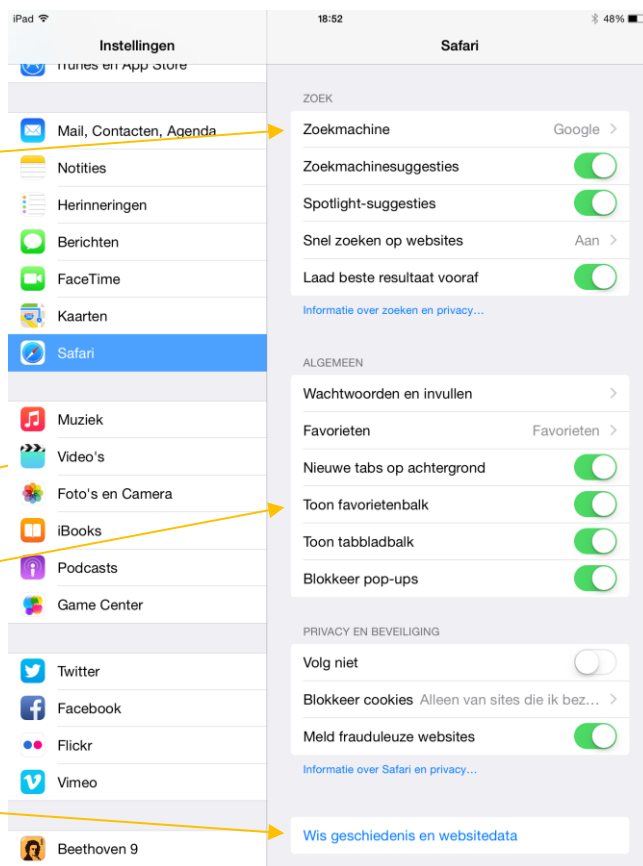 iPad 18:52 48%
Instellingen
iTunes en App Store
Mail, Contacten, Agenda
Notities
Herinneringen
Berichten
FaceTime
Kaarten
Safari
Muziek
Video's
Foto's en Camera
iBooks
Podcasts
Game Center
Twitter
Facebook
Flickr
Vimeo
Beethoven 9
Safari
ZOEK
Zoekmachine Google
Zoekmachinesuggesties
Spotlight-suggesties
Snel zoeken op websites Aan
Laad beste resultaat vooraf
Informatie over zoeken en privacy…
ALGEMEEN
Wachtwoorden en invullen
Favorieten Favorieten
Nieuwe tabs op achtergrond
Toon favorietenbalk
Toon tabbladbalk
Blokkeer pop-ups
PRIVACY EN BEVEILIGING
Volg niet
Blokkeer cookies Alleen van sites die ik bez…
Meld frauduleuze websites
Informatie over Safari en privacy…
Wis geschiedenis en websitedata